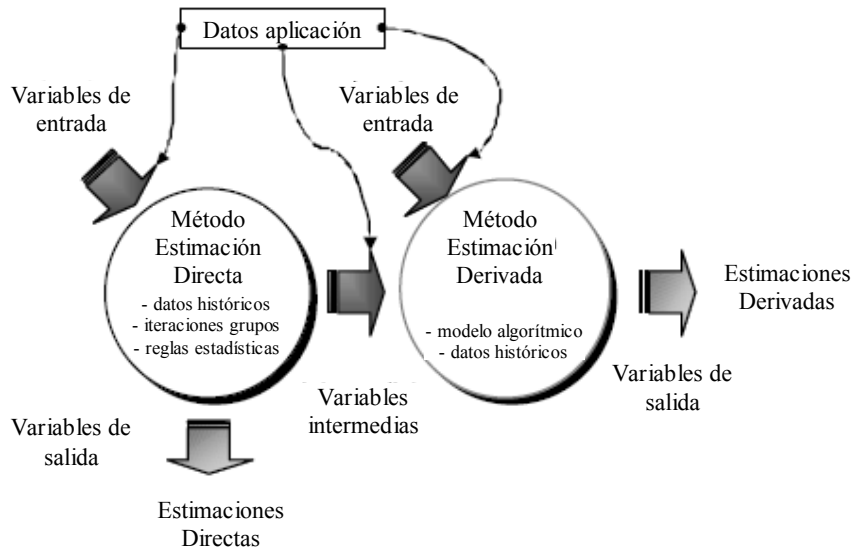 Datos aplicación
Variables de
entrada
Variables de
entrada
Método
Estimación
Directa
- datos históricos
- iteraciones grupos
- reglas estadísticas
Método
Estimación
Derivada
- modelo algorítmico
- datos históricos
Estimaciones
Derivadas
Variables de
salida
Variables
intermedias
Variables de
salida
Estimaciones
Directas